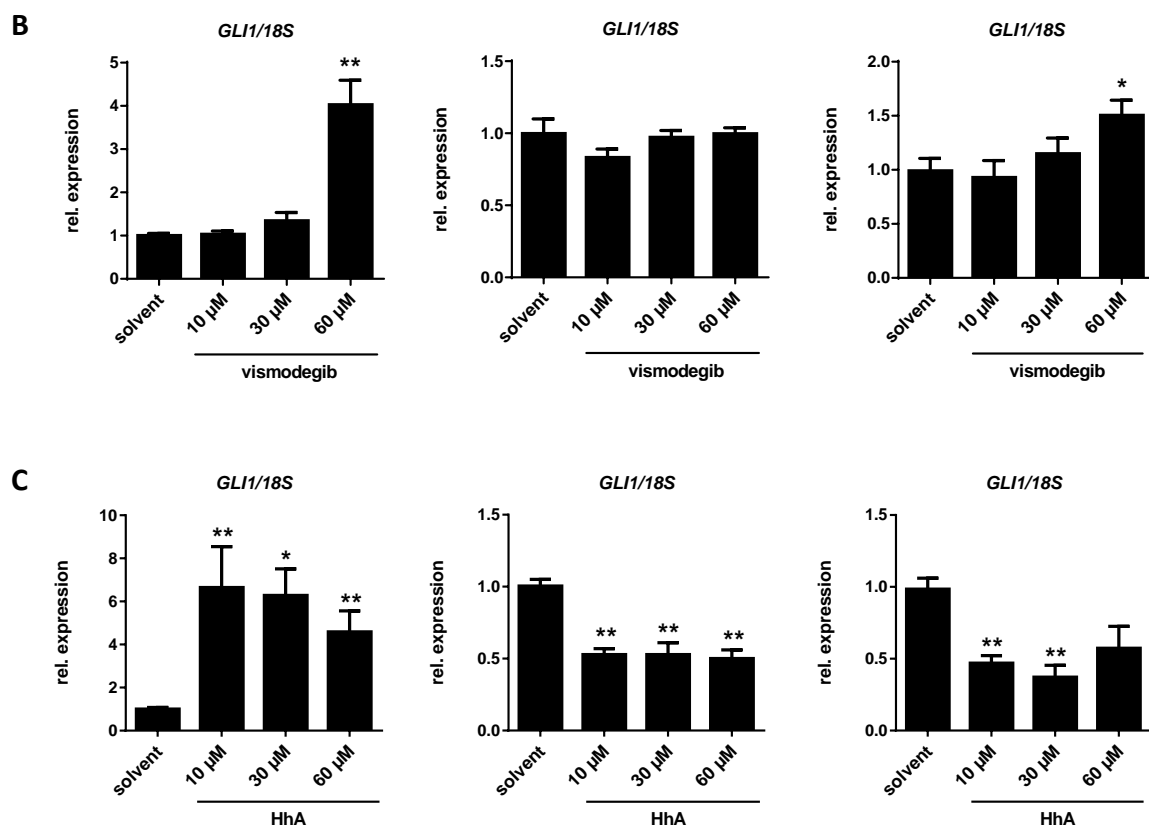 B
GLI1/18S
rel. expression
5
4
3
2
1
0
**
solvent
10 µM
30 µM
60 µM
vismodegib
GLI1/18S
rel. expression
1.5
1.0
0.5
0.0
solvent
10 µM
30 µM
60 µM
vismodegib
GLI1/18S
rel. expression
2.0
1.5
1.0
0.5
0.0
*
solvent
10 µM
30 µM
60 µM
vismodegib
C
GLI1/18S
rel. expression
10
8
6
4
2
0
**
*
**
solvent
10 µM
30 µM
60 µM
HhA
GLI1/18S
rel. expression
1.5
1.0
0.5
0.0
**
**
**
solvent
10 µM
30 µM
60 µM
HhA
GLI1/18S
rel. expression
1.5
1.0
0.5
0.0
**
**
solvent
10 µM
30 µM
60 µM
HhA